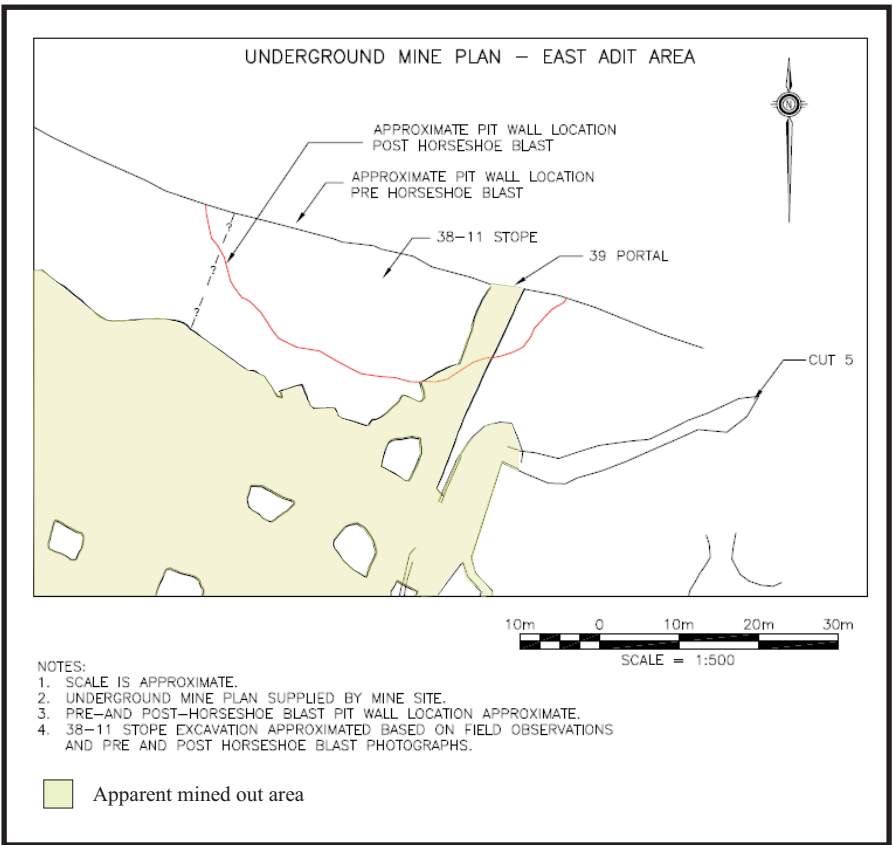 UNDERGROUND MINE PLAN – EAST ADIT AREA
N
APPROXIMATE PIT WALL LOCATION
POST HORSESHOE BLAST
APPROXIMATE PIT WALL LOCATION
PRE HORSESHOE BLAST
38–11 STOPE
39 PORTAL
?
?
?
CUT 5
10m 0 10m 20m 30m
SCALE = 1:500
NOTES:
1. SCALE IS APPROXIMATE.
2. UNDERGROUND MINE PLAN SUPPLIED BY MINE SITE.
3. PRE–AND POST–HORSESHOE BLAST PIT WALL LOCATION APPROXIMATE.
4. 38–11 STOPE EXCAVATION APPROXIMATED BASED ON FIELD OBSERVATIONS
AND PRE AND POST HORSESHOE BLAST PHOTOGRAPHS.
Apparent mined out area